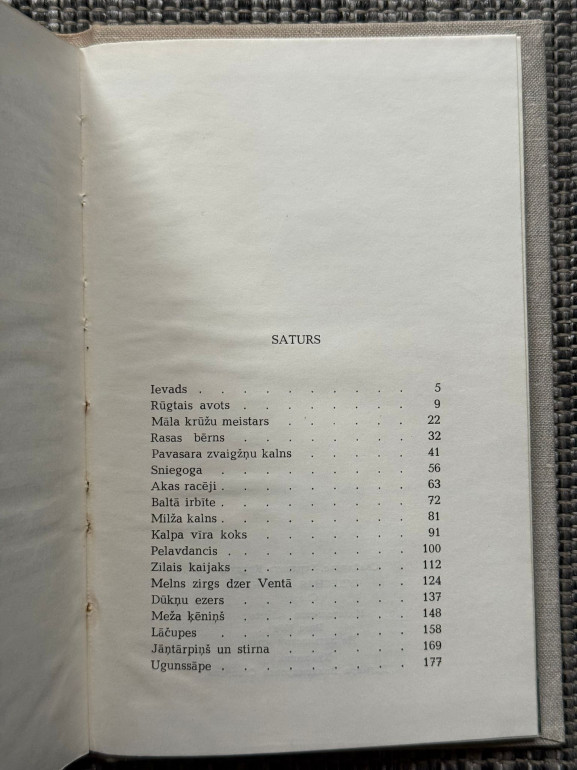 SATURS
Ievads . . . . . . . . . . 5
Rūgtais avots . . . . . . . . 9
Māla krūžu meistars . . . . . . 22
Rasas bērns . . . . . . . . 32
Pavasara zvaigžņu kalns . . . . . 41
Sniegoga . . . . . . . . . 56
Akas racēji . . . . . . . . . 63
Baltā irbīte . . . . . . . . . 72
Milža kalns . . . . . . . . . 81
Kalpa vīra koks . . . . . . . 91
Pelavdancis . . . . . . . . . 100
Zilais kaijaks . . . . . . . . 112
Melns zirgs dzer Ventā . . . . . 124
Dūkņu ezers . . . . . . . . 137
Meža ķēniņš . . . . . . . . 148
Lāčupes . . . . . . . . . 158
Jāņtārpiņš un stirna . . . . . . 169
Ugunssāpe . . . . . . . . . 177